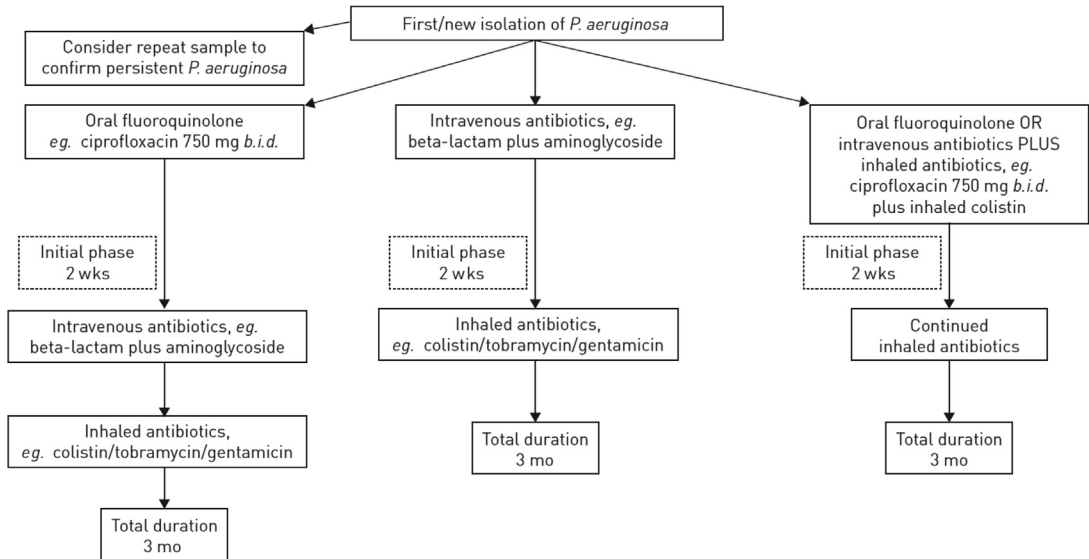 First/new isolation of P. aeruginosa
Consider repeat sample to
confirm persistent P. aeruginosa
Oral fluoroquinolone
eg. ciprofloxacin 750 mg b.i.d.
Initial phase
2 wks
Intravenous antibiotics, eg.
beta-lactam plus aminoglycoside
Inhaled antibiotics,
eg. colistin/tobramycin/gentamicin
Total duration
3 mo
Intravenous antibiotics, eg.
beta-lactam plus aminoglycoside
Initial phase
2 wks
Inhaled antibiotics,
eg. colistin/tobramycin/gentamicin
Total duration
3 mo
Oral fluoroquinolone OR
intravenous antibiotics PLUS
inhaled antibiotics, eg.
ciprofloxacin 750 mg b.i.d.
plus inhaled colistin
Initial phase
2 wks
Continued
inhaled antibiotics
Total duration
3 mo